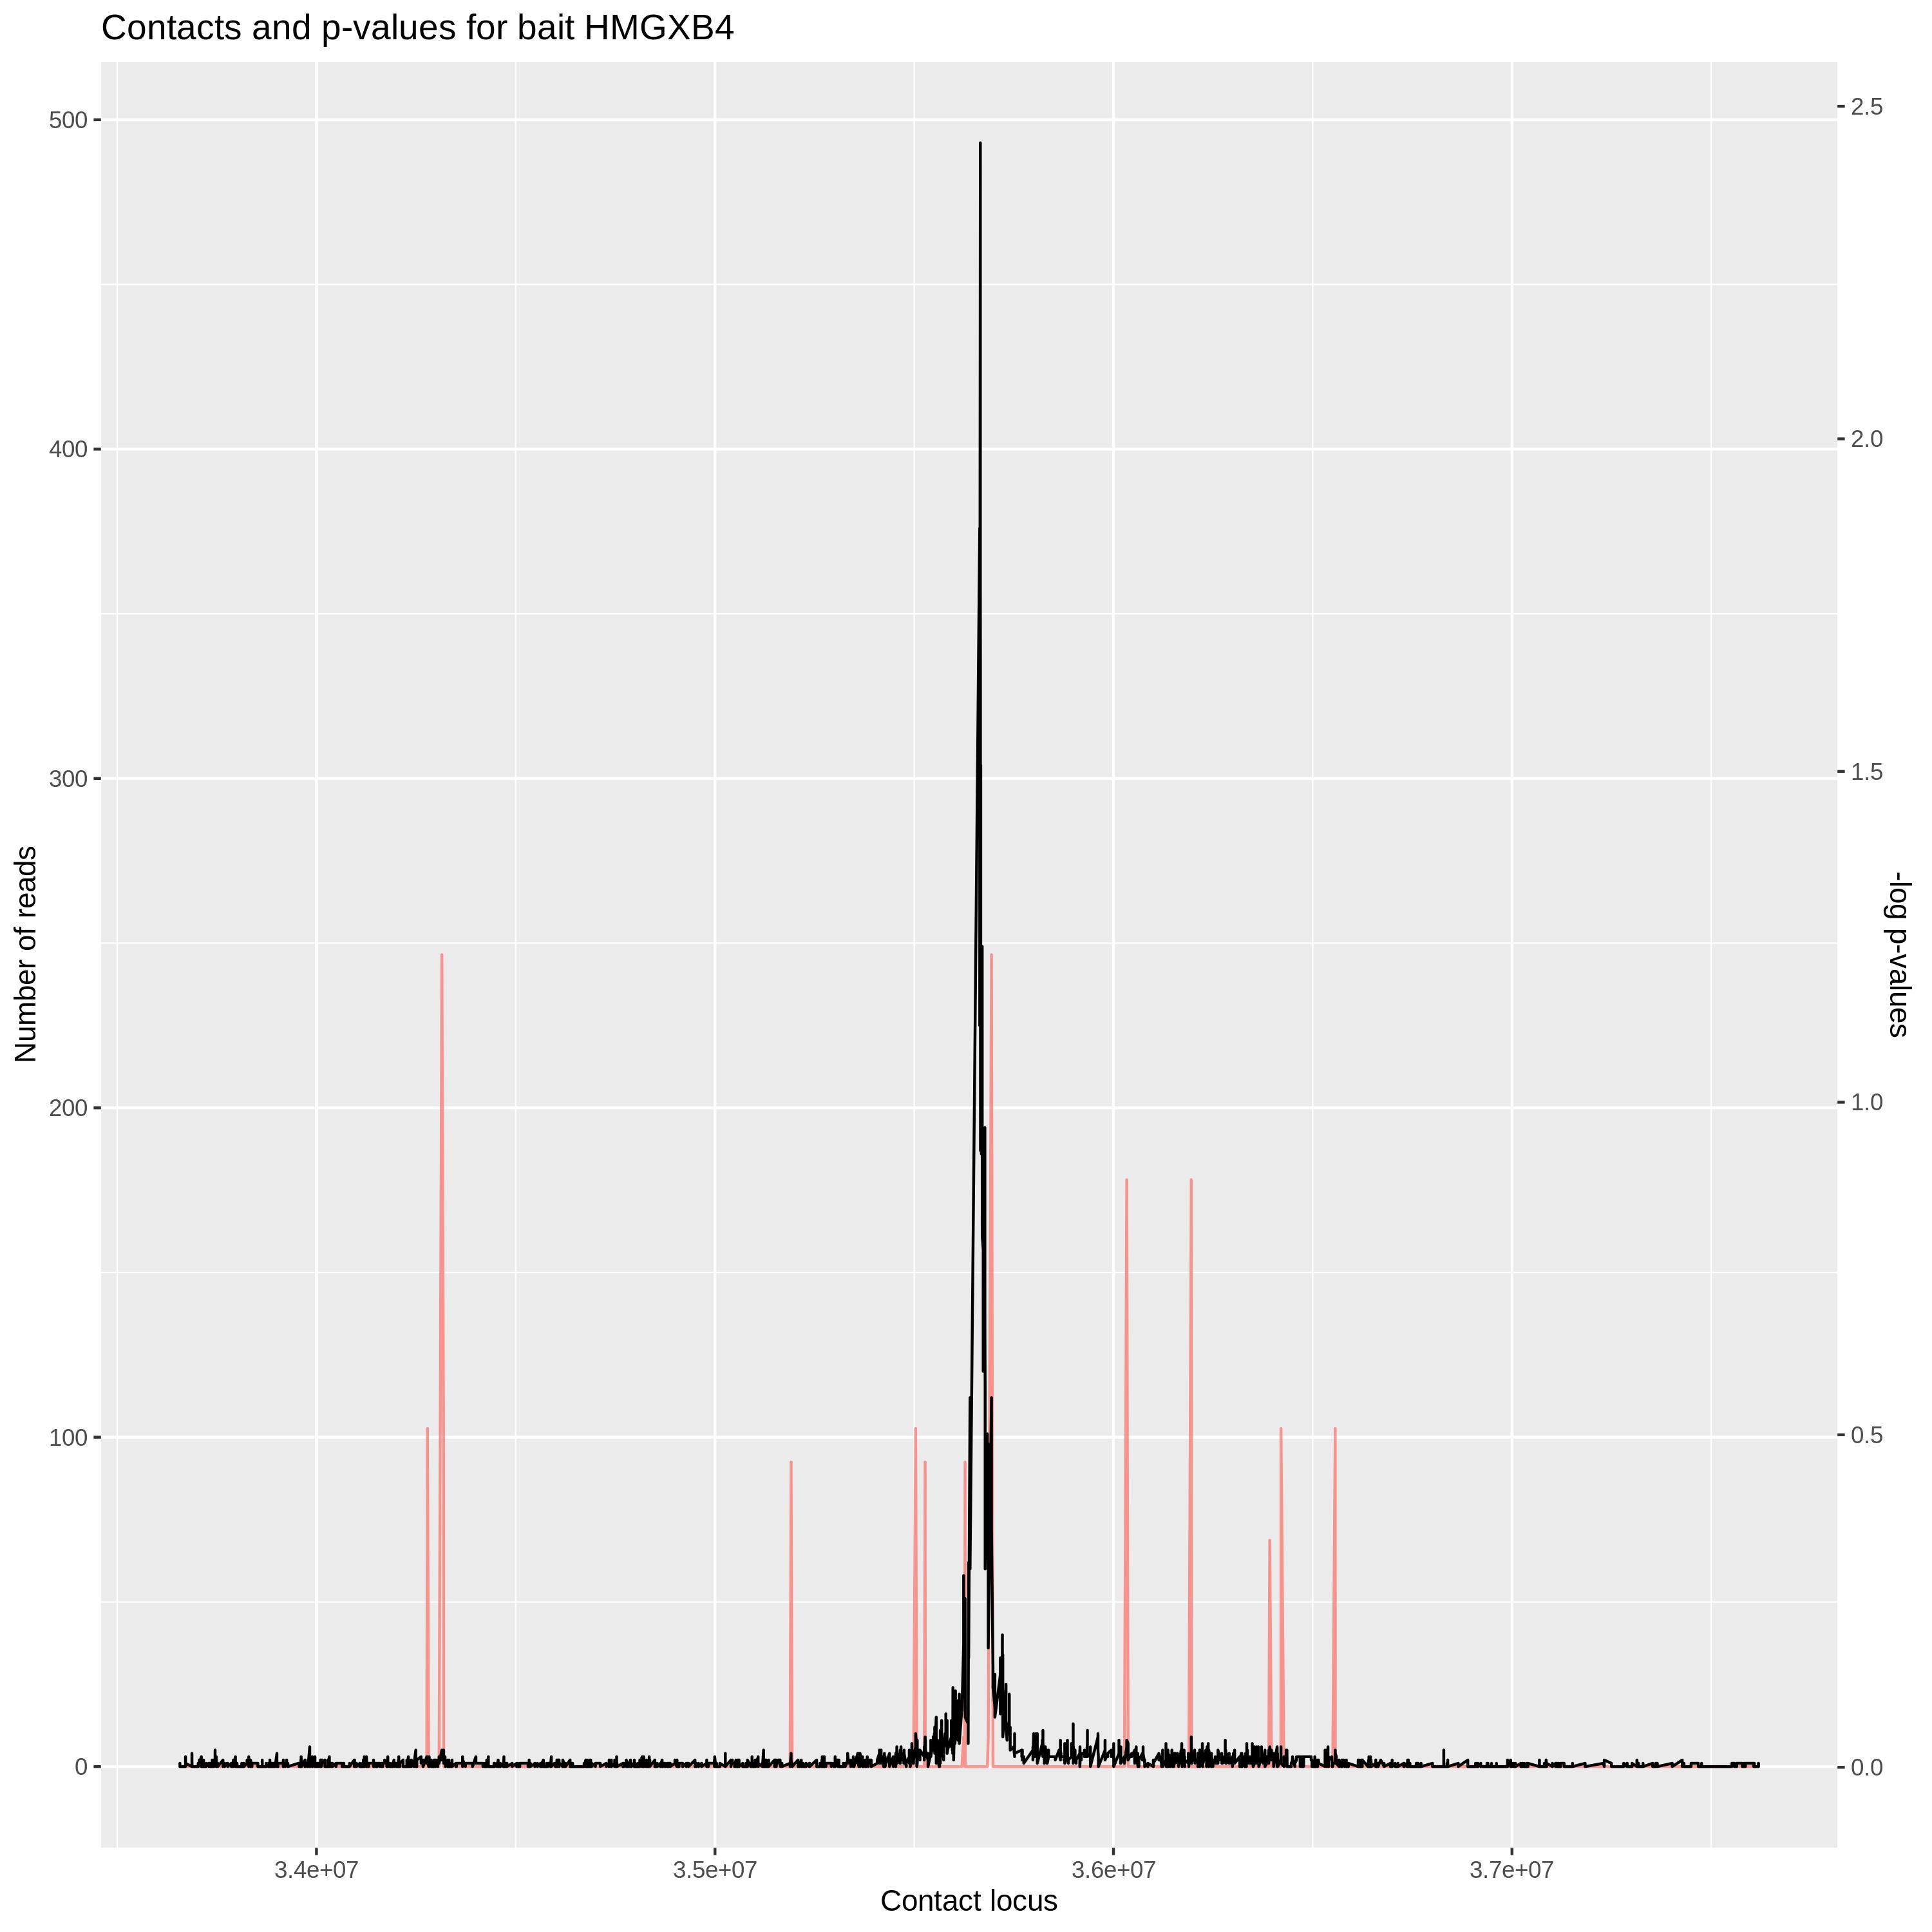 Contacts and p-values for bait HMGXB4
500
400
300
200
100
0
Number of reads
2.5
2.0
1.5
1.0
0.5
0.0
-log p-values
3.4e+07 3.5e+07 3.6e+07 3.7e+07
Contact locus